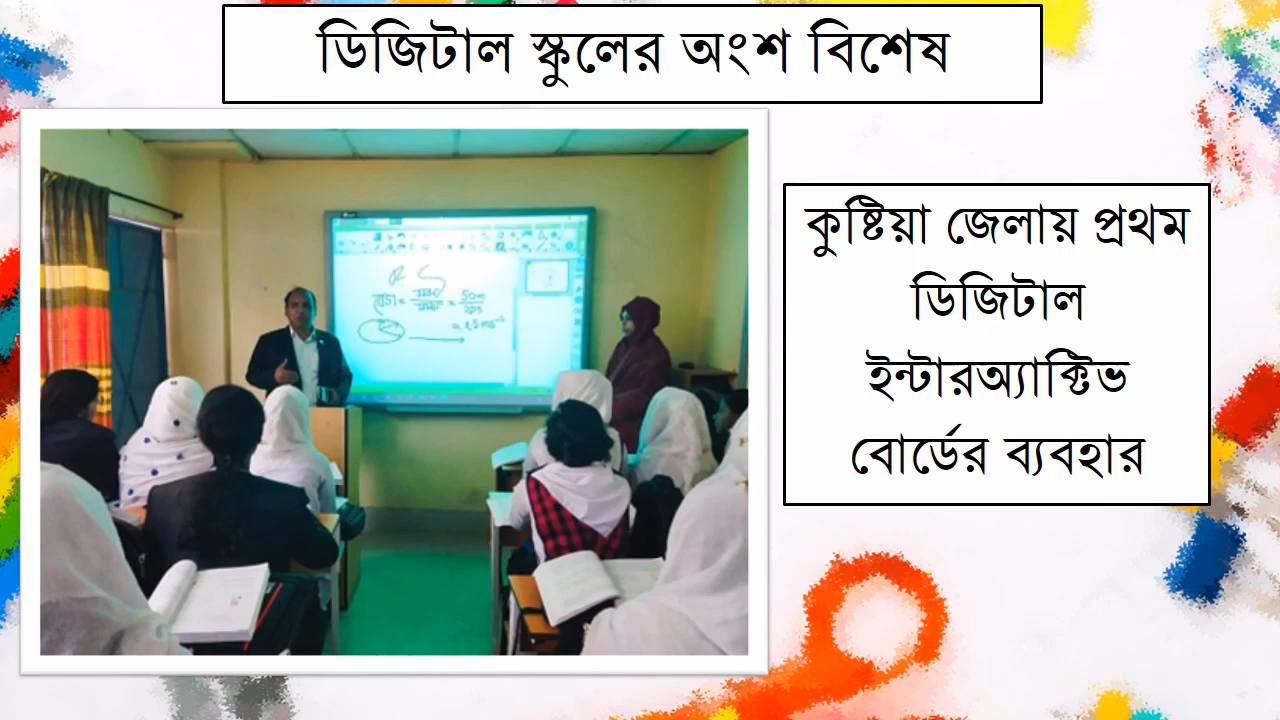 ডিজিটাল স্কুলের অংশ বিশেষ
কুষ্টিয়া জেলায় প্রথম
ডিজিটাল
ইন্টারঅ্যাক্টিভ
বোর্ডের ব্যবহার